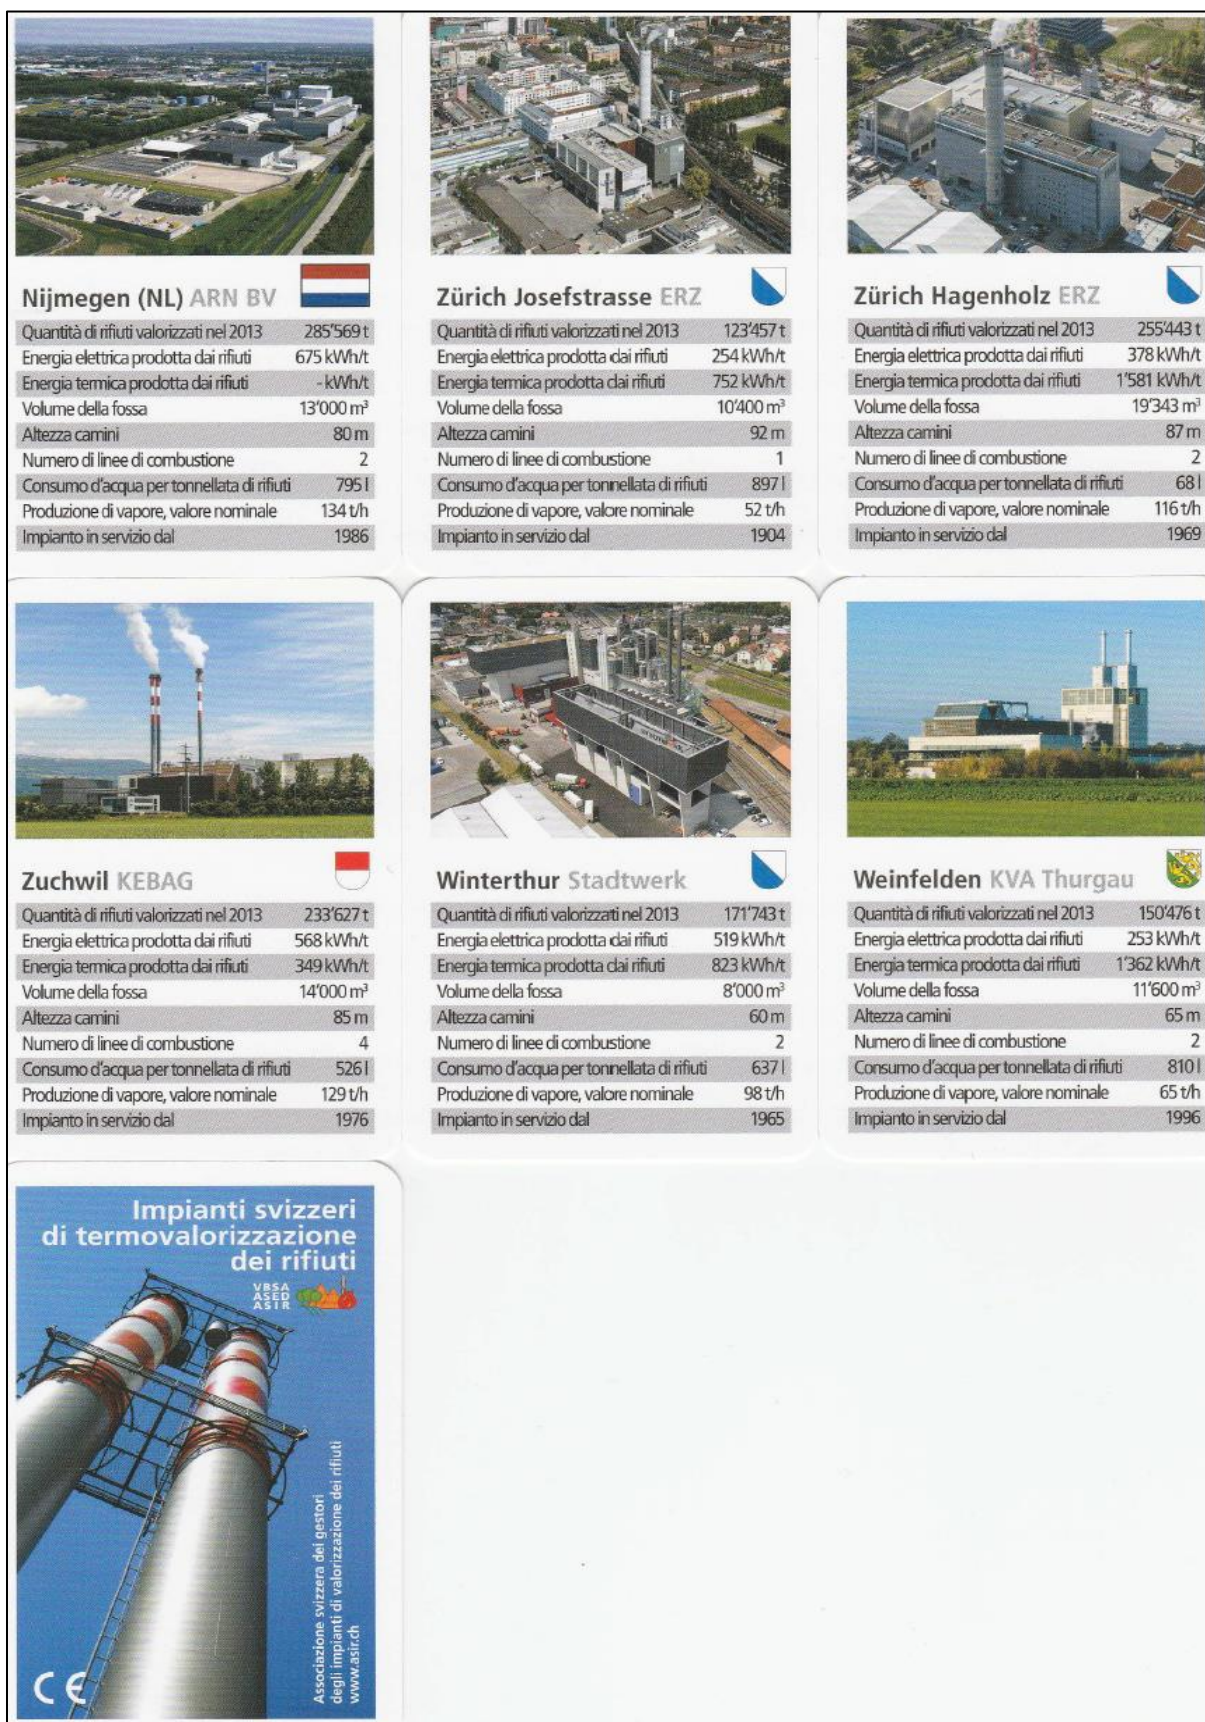 Nijmegen (NL) ARN BV
Quantità di rifiuti valorizzati nel 2013 285'569 t
Energia elettrica prodotta dai rifiuti 675 kWh/t
Energia termica prodotta dai rifiuti - kWh/t
Volume della fossa 13'000 m³
Altezza camini 80 m
Numero di linee di combustione 2
Consumo d'acqua per tonnellata di rifiuti 795 l
Produzione di vapore, valore nominale 134 t/h
Impianto in servizio dal 1986
Zürich Josefstrasse ERZ
Quantità di rifiuti valorizzati nel 2013 123'457 t
Energia elettrica prodotta dai rifiuti 254 kWh/t
Energia termica prodotta dai rifiuti 752 kWh/t
Volume della fossa 10'400 m³
Altezza camini 92 m
Numero di linee di combustione 1
Consumo d'acqua per tonnellata di rifiuti 897 l
Produzione di vapore, valore nominale 52 t/h
Impianto in servizio dal 1904
Zürich Hagenholz ERZ
Quantità di rifiuti valorizzati nel 2013 255'443 t
Energia elettrica prodotta dai rifiuti 378 kWh/t
Energia termica prodotta dai rifiuti 1'581 kWh/t
Volume della fossa 19'343 m³
Altezza camini 87 m
Numero di linee di combustione 2
Consumo d'acqua per tonnellata di rifiuti 68 l
Produzione di vapore, valore nominale 116 t/h
Impianto in servizio dal 1969
Zuchwil KEBAG
Quantità di rifiuti valorizzati nel 2013 233'627 t
Energia elettrica prodotta dai rifiuti 568 kWh/t
Energia termica prodotta dai rifiuti 349 kWh/t
Volume della fossa 14'000 m³
Altezza camini 85 m
Numero di linee di combustione 4
Consumo d'acqua per tonnellata di rifiuti 526 l
Produzione di vapore, valore nominale 129 t/h
Impianto in servizio dal 1976
Winterthur Stadtwerk
Quantità di rifiuti valorizzati nel 2013 171'743 t
Energia elettrica prodotta dai rifiuti 519 kWh/t
Energia termica prodotta dai rifiuti 823 kWh/t
Volume della fossa 8'000 m³
Altezza camini 60 m
Numero di linee di combustione 2
Consumo d'acqua per tonnellata di rifiuti 637 l
Produzione di vapore, valore nominale 98 t/h
Impianto in servizio dal 1965
Weinfelden KVA Thurgau
Quantità di rifiuti valorizzati nel 2013 150'476 t
Energia elettrica prodotta dai rifiuti 253 kWh/t
Energia termica prodotta dai rifiuti 1'362 kWh/t
Volume della fossa 11'600 m³
Altezza camini 65 m
Numero di linee di combustione 2
Consumo d'acqua per tonnellata di rifiuti 810 l
Produzione di vapore, valore nominale 65 t/h
Impianto in servizio dal 1996
Impianti svizzeri
di termovalorizzazione
dei rifiuti
VBSA
ASED
ASIR
Associazione svizzera dei gestori
degli impianti di valorizzazione dei rifiuti
www.asir.ch
CE